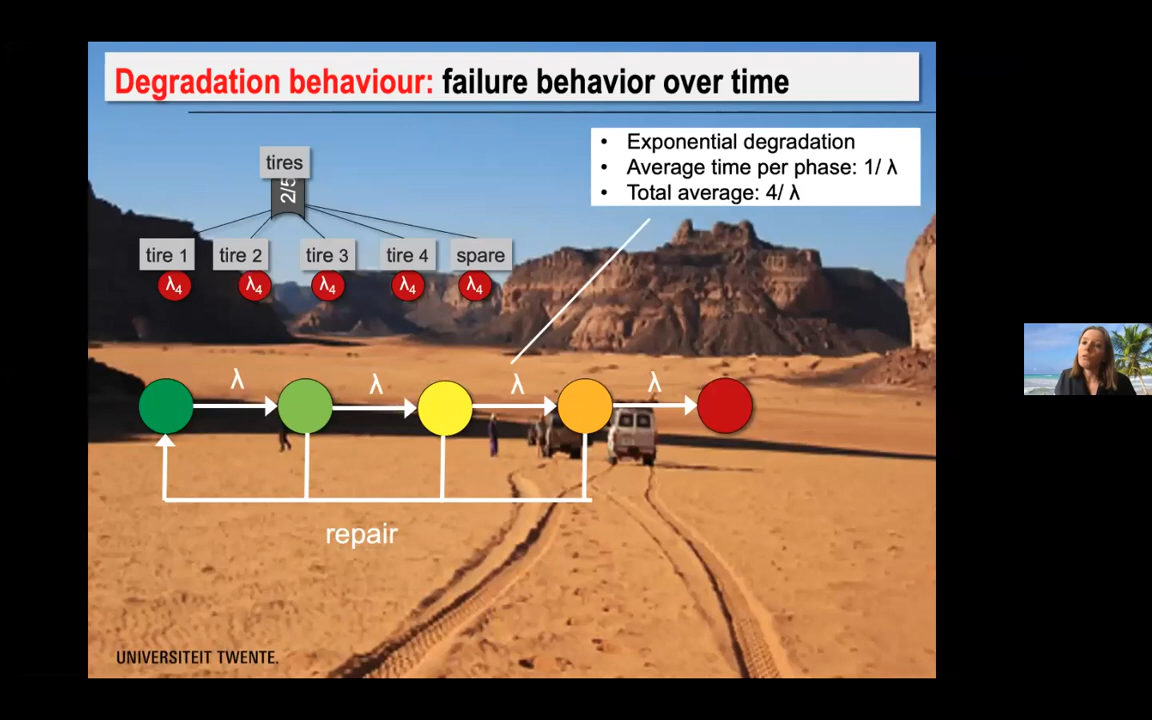 Degradation behaviour: failure behavior over time
tires
2/5
tire 1
tire 2
tire 3
tire 4
spare
λ4
λ4
λ4
λ4
λ4
• Exponential degradation
• Average time per phase: 1/ λ
• Total average: 4/ λ
λ
λ
λ
λ
repair
UNIVERSITEIT TWENTE.